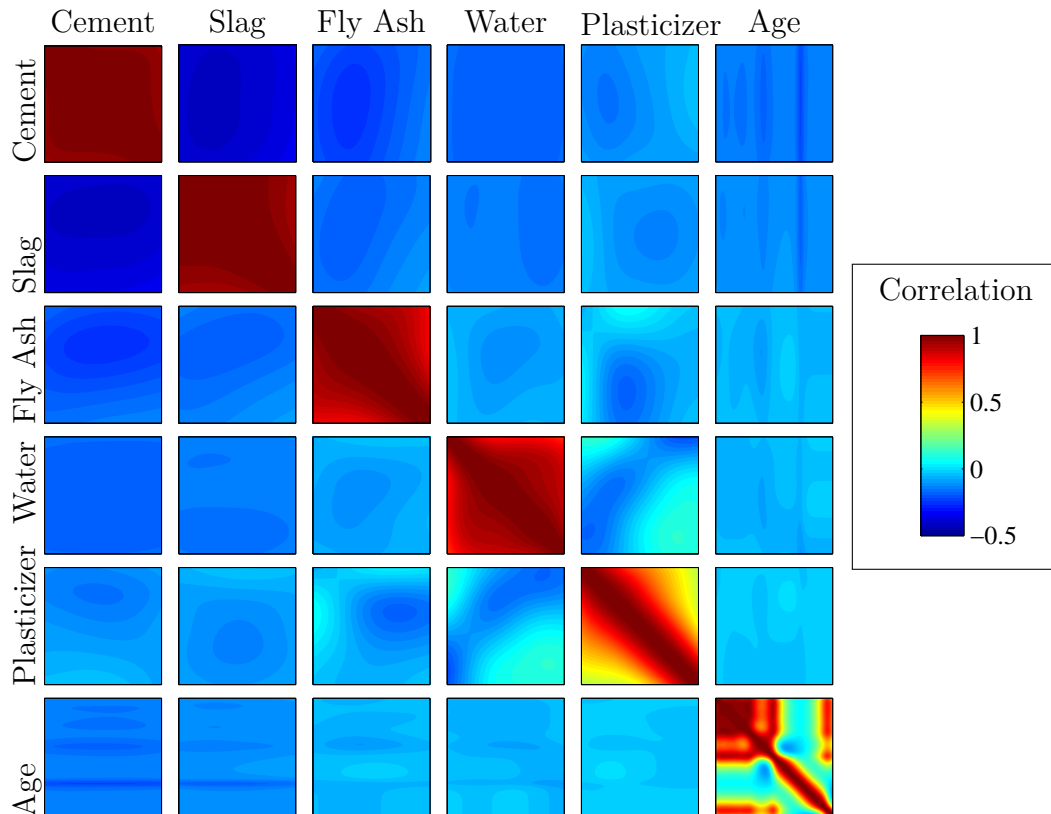 Cement Slag Fly Ash Water Plasticizer Age
Cement
Slag
Fly Ash
Water
Plasticizer
Age
Correlation
1
0.5
0
−0.5